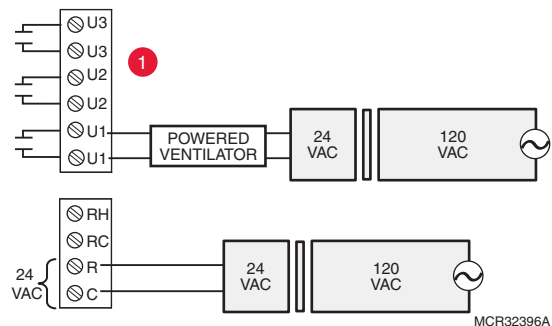 U3
U3
1
U2
U2
U1
U1
POWERED
VENTILATOR
24
VAC
120
VAC
RH
RC
R
C
24
VAC
24
VAC
120
VAC
MCR32396A